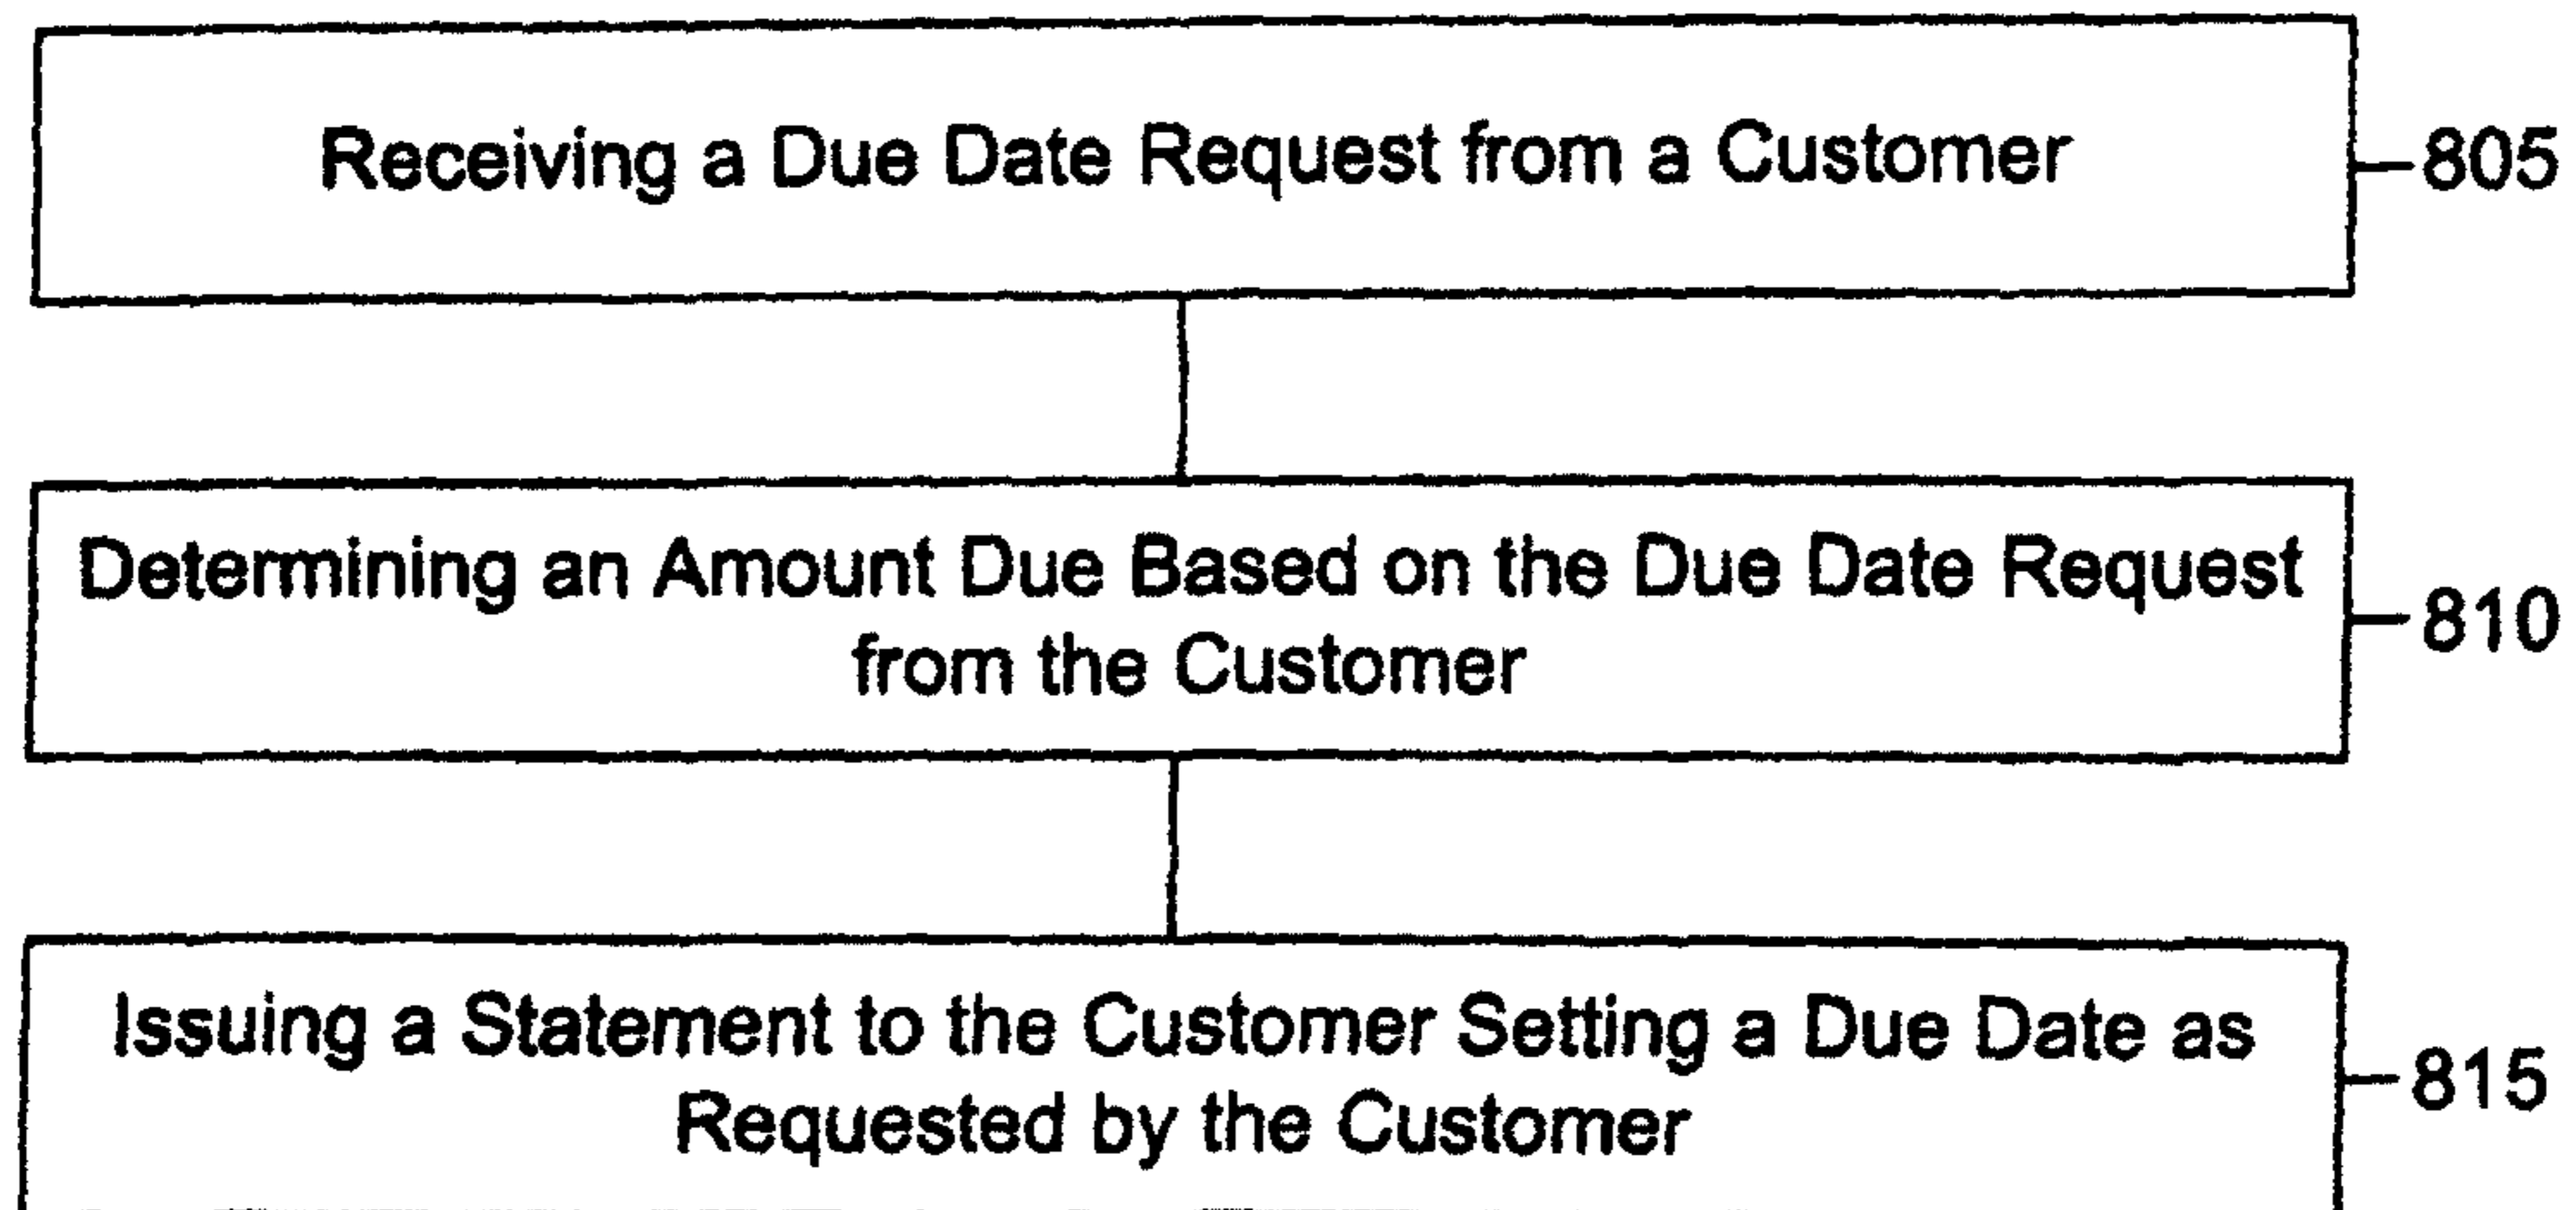 Receiving a Due Date Request from a Customer
805
Determining an Amount Due Based on the Due Date Request
from the Customer
810
Issuing a Statement to the Customer Setting a Due Date as
Requested by the Customer
815